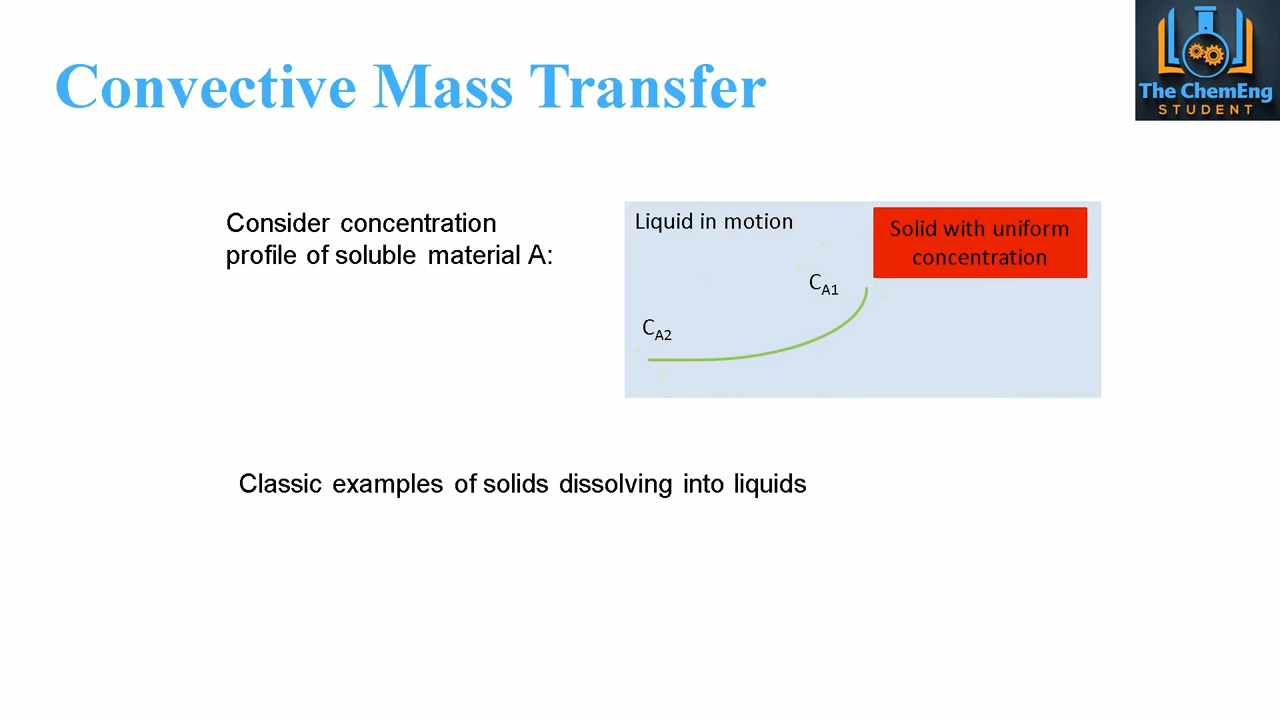 Convective Mass Transfer
The ChemEng
STUDENT
Consider concentration
profile of soluble material A:
Liquid in motion
Solid with uniform
concentration
CA1
CA2
Classic examples of solids dissolving into liquids